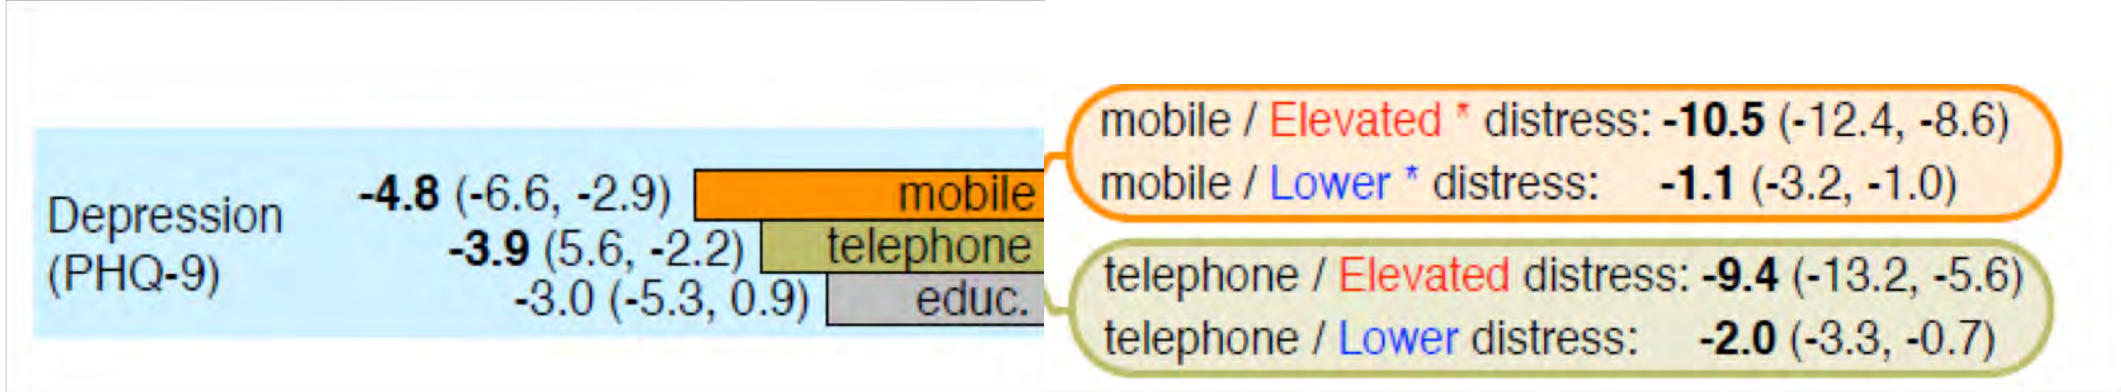 Depression
(PHQ-9)
-4.8 (-6.6, -2.9) mobile
-3.9 (5.6, -2.2) telephone
-3.0 (-5.3, 0.9) educ.
mobile / Elevated * distress: -10.5 (-12.4, -8.6)
mobile / Lower * distress: -1.1 (-3.2, -1.0)
telephone / Elevated distress: -9.4 (-13.2, -5.6)
telephone / Lower distress: -2.0 (-3.3, -0.7)